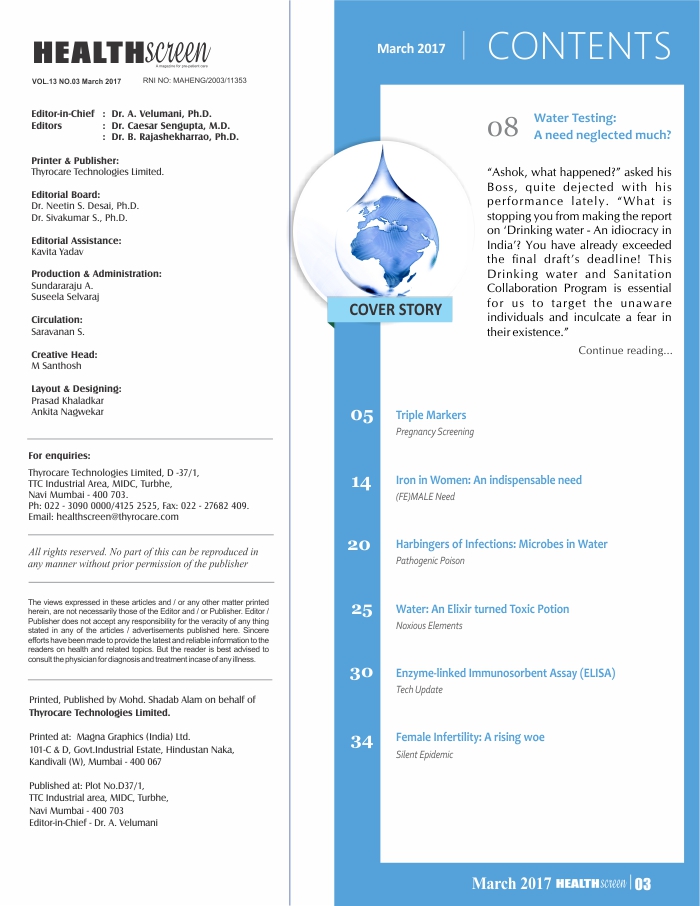 HEALTHscreen
A magazine for pro-patient care
VOL.13 NO.03 March 2017 RNI NO: MAHENG/2003/11353
Editor-in-Chief : Dr. A. Velumani, Ph.D.
Editors : Dr. Caesar Sengupta, M.D.
: Dr. B. Rajashekharrao, Ph.D.
Printer & Publisher:
Thyrocare Technologies Limited.
Editorial Board:
Dr. Neetin S. Desai, Ph.D.
Dr. Sivakumar S., Ph.D.
Editorial Assistance:
Kavita Yadav
Production & Administration:
Sundararaju A.
Suseela Selvaraj
Circulation:
Saravanan S.
Creative Head:
M Santhosh
Layout & Designing:
Prasad Khaladkar
Ankita Nagwekar
For enquiries:
Thyrocare Technologies Limited, D -37/1,
TTC Industrial Area, MIDC, Turbhe,
Navi Mumbai - 400 703.
Ph: 022 - 3090 0000/4125 2525, Fax: 022 - 27682 409.
Email: healthscreen@thyrocare.com
All rights reserved. No part of this can be reproduced in
any manner without prior permission of the publisher
The views expressed in these articles and / or any other matter printed
herein, are not necessarily those of the Editor and / or Publisher. Editor /
Publisher does not accept any responsibility for the veracity of any thing
stated in any of the articles / advertisements published here. Sincere
efforts have been made to provide the latest and reliable information to the
readers on health and related topics. But the reader is best advised to
consult the physician for diagnosis and treatment incase of any illness.
Printed, Published by Mohd. Shadab Alam on behalf of
Thyrocare Technologies Limited.
Printed at: Magna Graphics (India) Ltd.
101-C & D, Govt.Industrial Estate, Hindustan Naka,
Kandivali (W), Mumbai - 400 067
Published at: Plot No.D37/1,
TTC Industrial area, MIDC, Turbhe,
Navi Mumbai - 400 703
Editor-in-Chief - Dr. A. Velumani
March 2017 | CONTENTS
08 Water Testing:
A need neglected much?
“Ashok, what happened?” asked his
Boss, quite dejected with his
performance lately. “What is
stopping you from making the report
on ‘Drinking water - An idiocracy in
India’? You have already exceeded
the final draft’s deadline! This
Drinking water and Sanitation
Collaboration Program is essential
for us to target the unaware
individuals and inculcate a fear in
their existence.”
Continue reading...
COVER STORY
05 Triple Markers
Pregnancy Screening
14 Iron in Women: An indispensable need
(FE)MALE Need
20 Harbingers of Infections: Microbes in Water
Pathogenic Poison
25 Water: An Elixir turned Toxic Potion
Noxious Elements
30 Enzyme-linked Immunosorbent Assay (ELISA)
Tech Update
34 Female Infertility: A rising woe
Silent Epidemic
March 2017 HEALTHscreen | 03